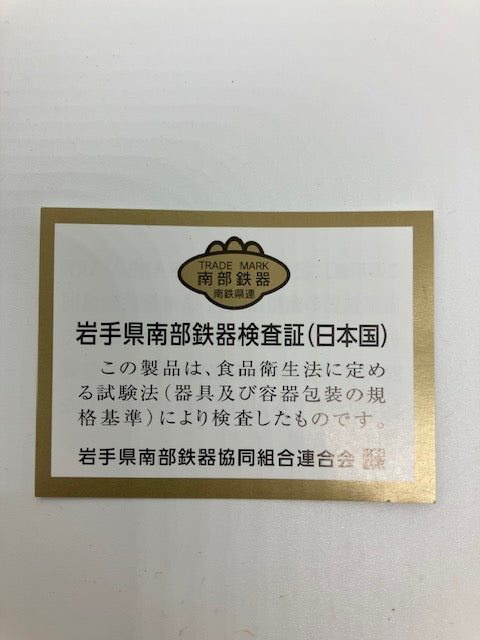 TRADE MARK
南部鉄器
南鉄県連
岩手県南部鉄器検査証(日本国)
この製品は、食品衛生法に定め
る試験法(器具及び容器包装の規
格基準)により検査したものです。
岩手県南部鉄器協同組合連合会